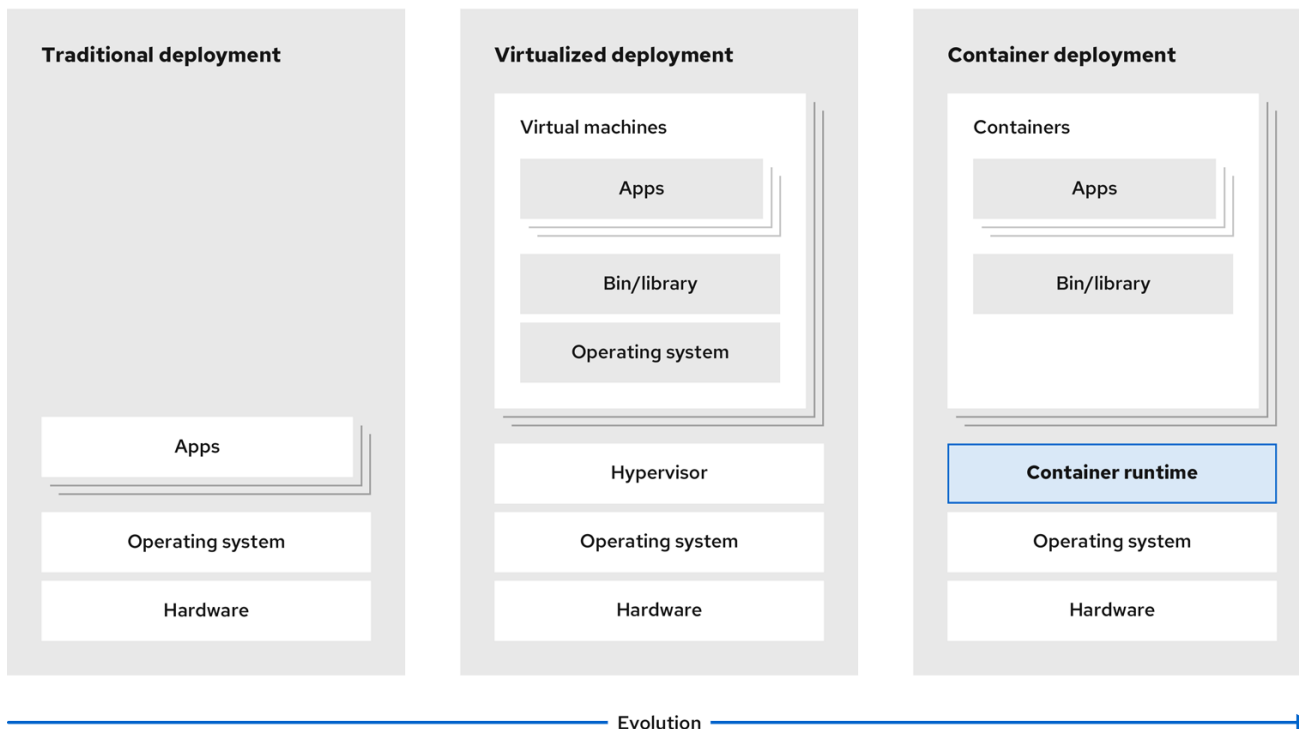 Traditional deployment
Apps
Operating system
Hardware
Virtualized deployment
Virtual machines
Apps
Bin/library
Operating system
Hypervisor
Operating system
Hardware
Container deployment
Containers
Apps
Bin/library
Container runtime
Operating system
Hardware
Evolution